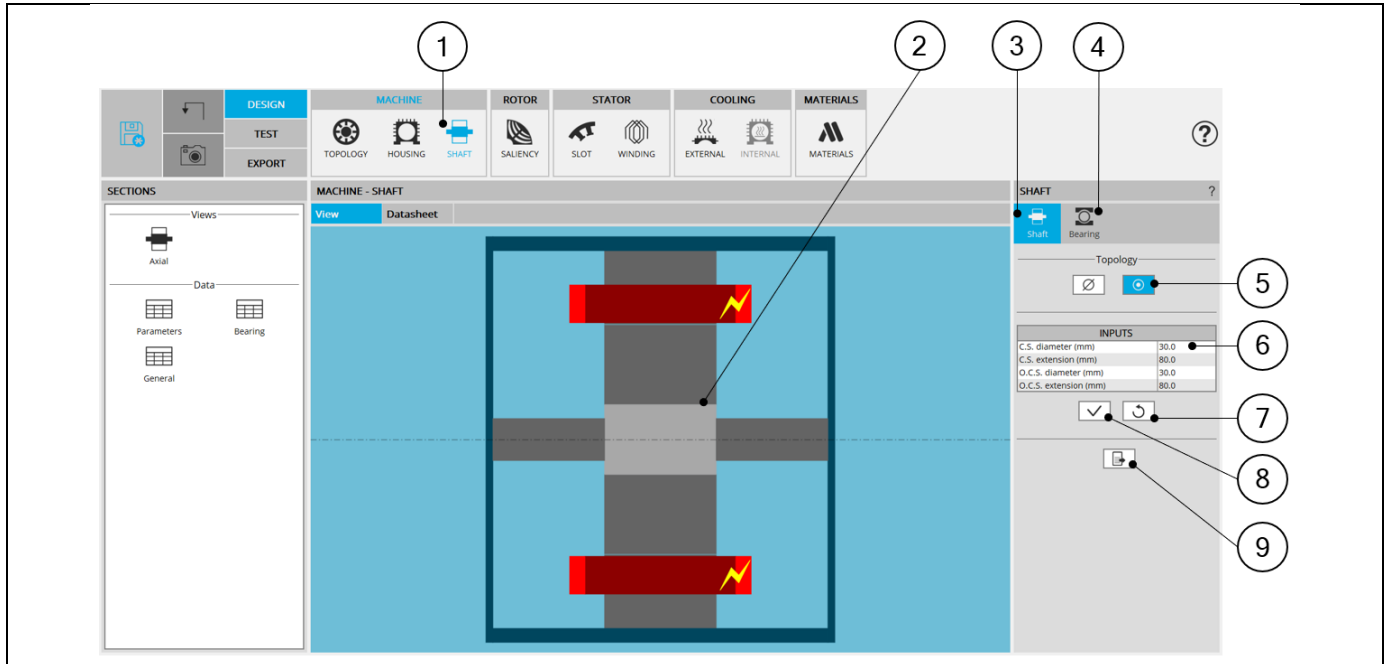 1
2
3
4
DESIGN
TEST
EXPORT
MACHINE
TOPOLOGY
HOUSING
SHAFT
ROTOR
SALIENCY
STATOR
SLOT
WINDING
COOLING
EXTERNAL
INTERNAL
MATERIALS
MATERIALS
?
SECTIONS
Views
Axial
Data
Parameters
Bearing
General
MACHINE - SHAFT
View
Datasheet
SHAFT
?
Shaft
Bearing
Topology
5
INPUTS
C.S. diameter (mm) 30.0
C.S. extension (mm) 80.0
O.C.S. diameter (mm) 30.0
O.C.S. extension (mm) 80.0
6
7
8
9